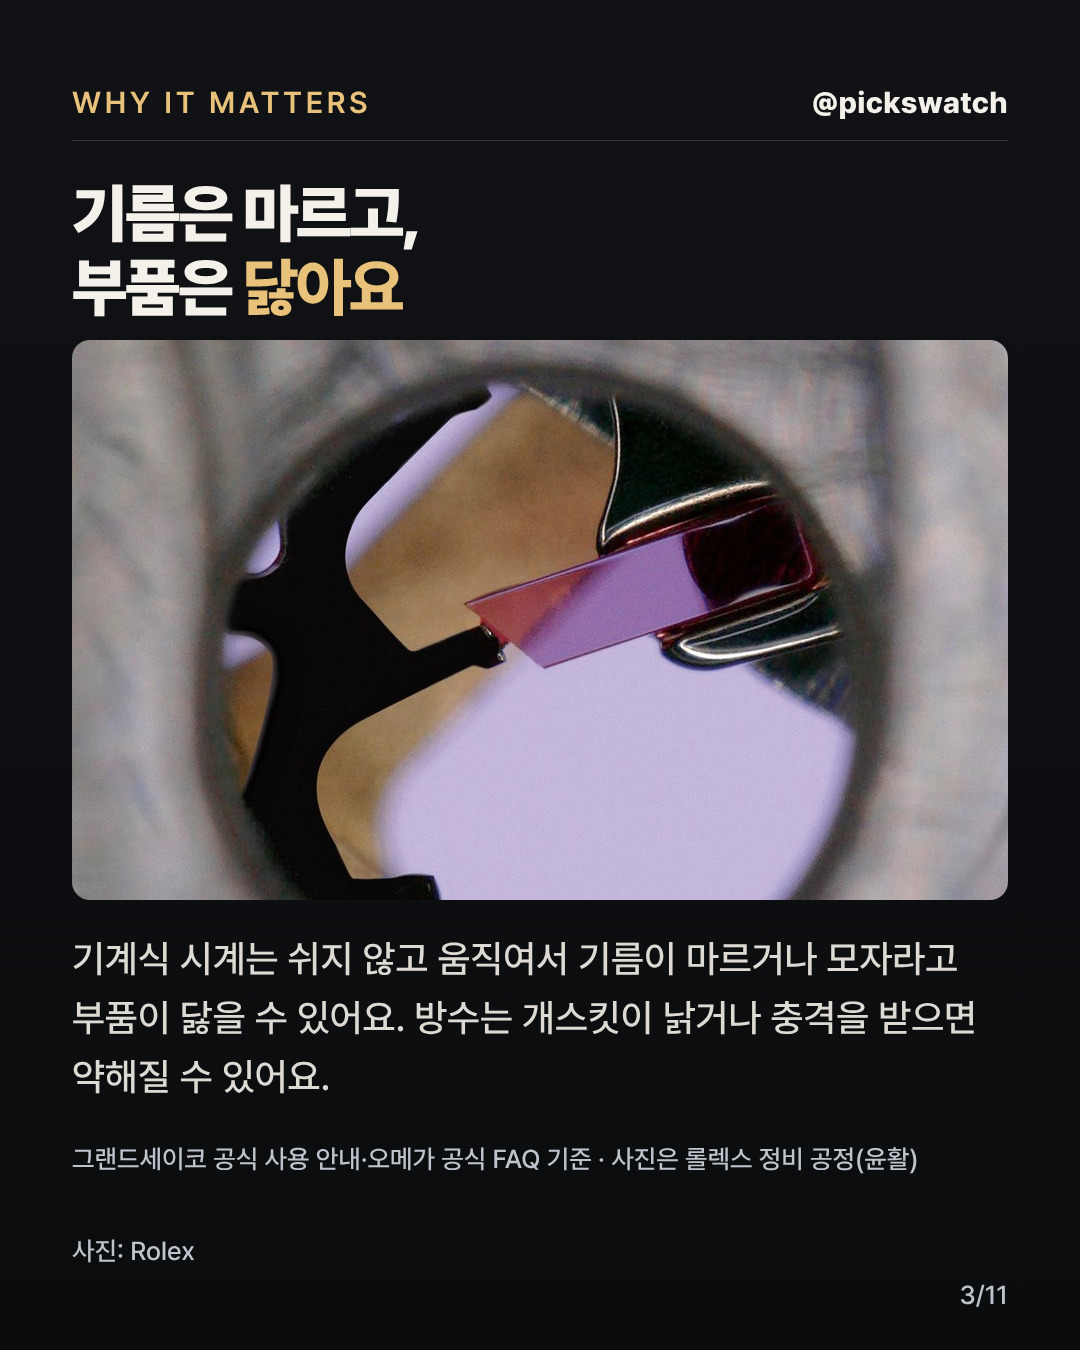 WHY IT MATTERS
@pickswatch
기름은 마르고,
부품은 닳아요
기계식 시계는 쉬지 않고 움직여서 기름이 마르거나 모자라고
부품이 닳을 수 있어요. 방수는 개스킷이 낡거나 충격을 받으면
약해질 수 있어요.
그랜드세이코 공식 사용 안내·오메가 공식 FAQ 기준 · 사진은 롤렉스 정비 공정(윤활)
사진: Rolex
3/11